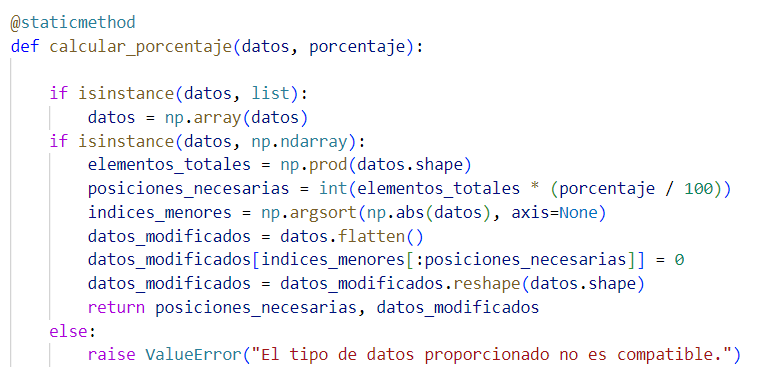 @staticmethod
def calcular_porcentaje(datos, porcentaje):
if isinstance(datos, list):
datos = np.array(datos)
if isinstance(datos, np.ndarray):
elementos_totales = np.prod(datos.shape)
posiciones_necesarias = int(elementos_totales * (porcentaje / 100))
indices_menores = np.argsort(np.abs(datos), axis=None)
datos_modificados = datos.flatten()
datos_modificados[indices_menores[:posiciones_necesarias]] = 0
datos_modificados = datos_modificados.reshape(datos.shape)
return posiciones_necesarias, datos_modificados
else:
raise ValueError("El tipo de datos proporcionado no es compatible.")